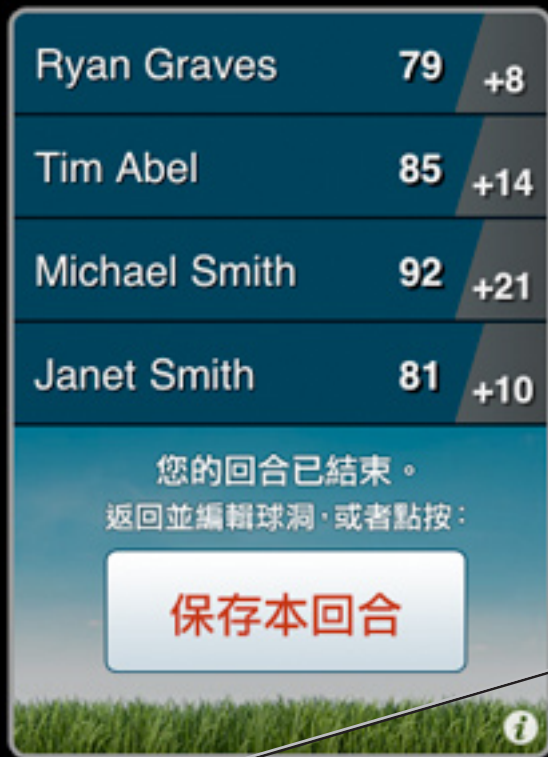 Ryan Graves 79 +8
Tim Abel 85 +14
Michael Smith 92 +21
Janet Smith 81 +10
您的回合已結束。
返回並編輯球洞，或者點按：
保存本回合
i